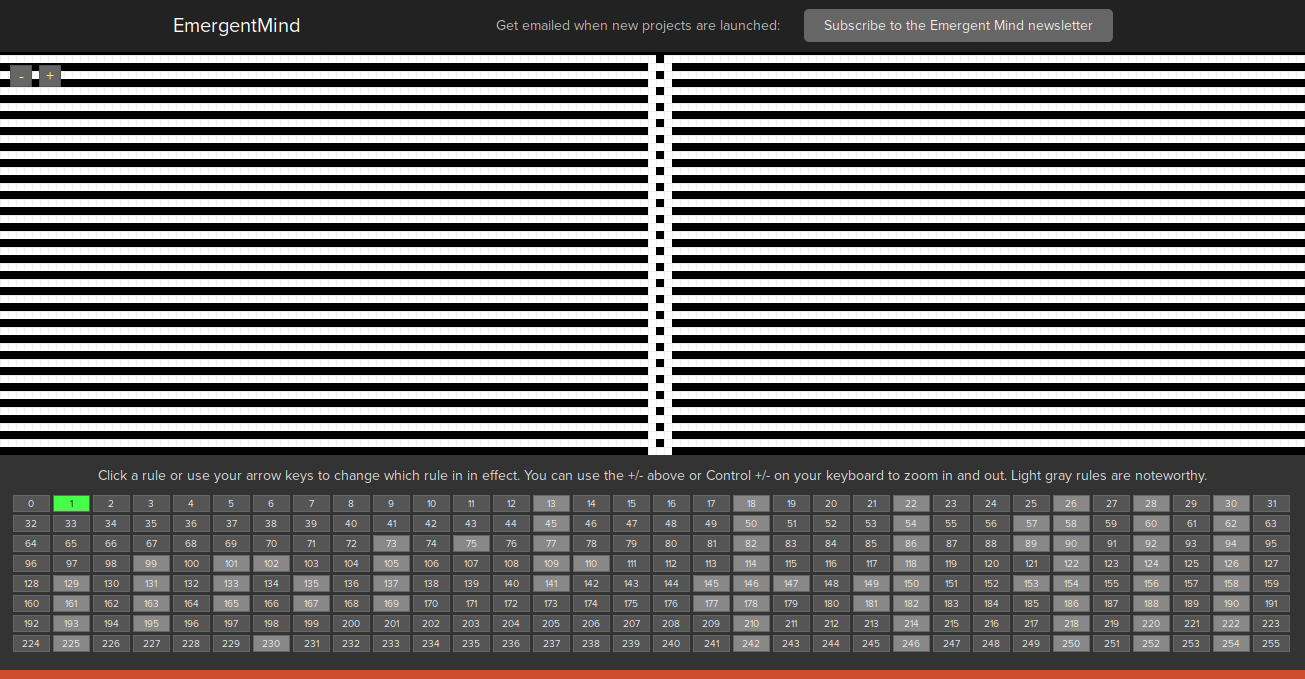 EmergentMind
Get emailed when new projects are launched:
Subscribe to the Emergent Mind newsletter
- +
Click a rule or use your arrow keys to change which rule in in effect. You can use the +/- above or Control +/- on your keyboard to zoom in and out. Light gray rules are noteworthy.
0 1 2 3 4 5 6 7 8 9 10 11 12 13 14 15 16 17 18 19 20 21 22 23 24 25 26 27 28 29 30 31
32 33 34 35 36 37 38 39 40 41 42 43 44 45 46 47 48 49 50 51 52 53 54 55 56 57 58 59 60 61 62 63
64 65 66 67 68 69 70 71 72 73 74 75 76 77 78 79 80 81 82 83 84 85 86 87 88 89 90 91 92 93 94 95
96 97 98 99 100 101 102 103 104 105 106 107 108 109 110 111 112 113 114 115 116 117 118 119 120 121 122 123 124 125 126 127
128 129 130 131 132 133 134 135 136 137 138 139 140 141 142 143 144 145 146 147 148 149 150 151 152 153 154 155 156 157 158 159
160 161 162 163 164 165 166 167 168 169 170 171 172 173 174 175 176 177 178 179 180 181 182 183 184 185 186 187 188 189 190 191
192 193 194 195 196 197 198 199 200 201 202 203 204 205 206 207 208 209 210 211 212 213 214 215 216 217 218 219 220 221 222 223
224 225 226 227 228 229 230 231 232 233 234 235 236 237 238 239 240 241 242 243 244 245 246 247 248 249 250 251 252 253 254 255